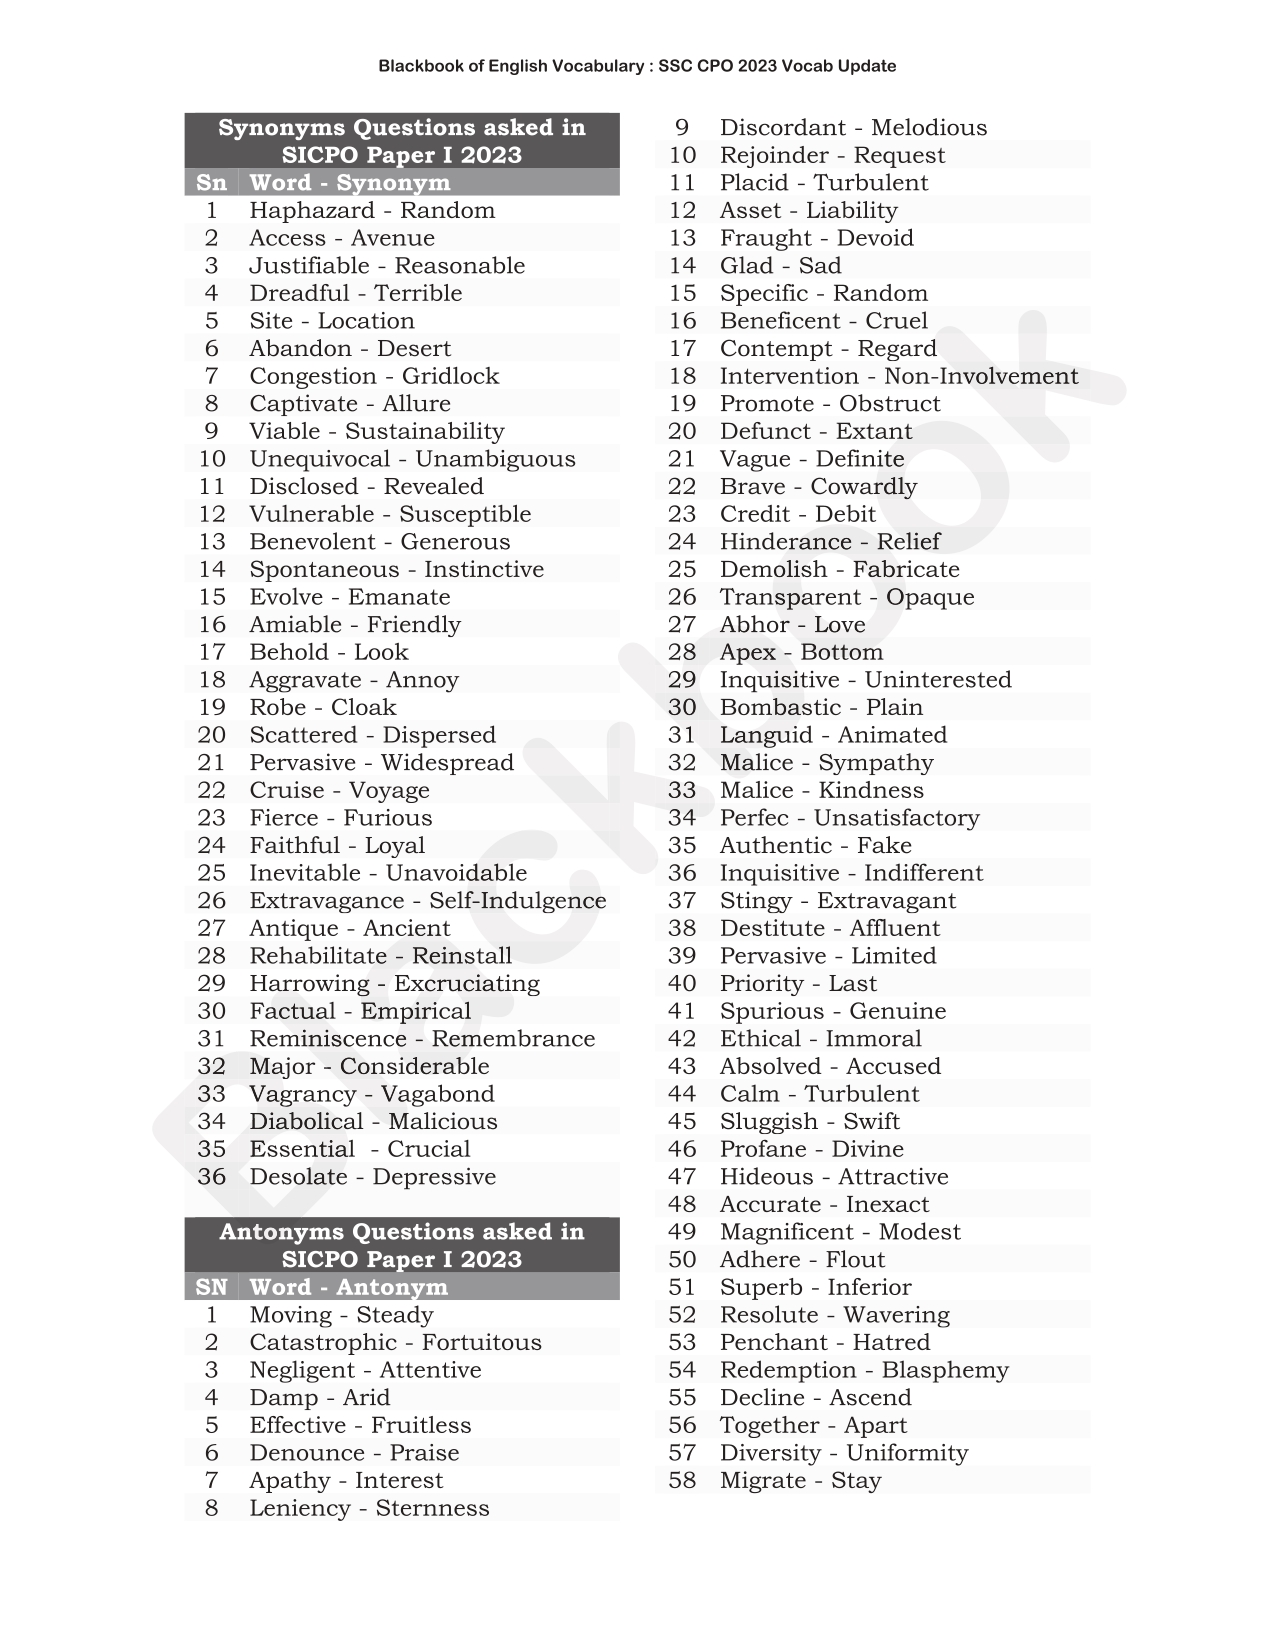 Blackbook of English Vocabulary : SSC CPO 2023 Vocab Update
Synonyms Questions asked in
SICPO Paper I 2023
Sn Word - Synonym
1 Haphazard - Random
2 Access - Avenue
3 Justifiable - Reasonable
4 Dreadful - Terrible
5 Site - Location
6 Abandon - Desert
7 Congestion - Gridlock
8 Captivate - Allure
9 Viable - Sustainability
10 Unequivocal - Unambiguous
11 Disclosed - Revealed
12 Vulnerable - Susceptible
13 Benevolent - Generous
14 Spontaneous - Instinctive
15 Evolve - Emanate
16 Amiable - Friendly
17 Behold - Look
18 Aggravate - Annoy
19 Robe - Cloak
20 Scattered - Dispersed
21 Pervasive - Widespread
22 Cruise - Voyage
23 Fierce - Furious
24 Faithful - Loyal
25 Inevitable - Unavoidable
26 Extravagance - Self-Indulgence
27 Antique - Ancient
28 Rehabilitate - Reinstall
29 Harrowing - Excruciating
30 Factual - Empirical
31 Reminiscence - Remembrance
32 Major - Considerable
33 Vagrancy - Vagabond
34 Diabolical - Malicious
35 Essential - Crucial
36 Desolate - Depressive
Antonyms Questions asked in
SICPO Paper I 2023
SN Word - Antonym
1 Moving - Steady
2 Catastrophic - Fortuitous
3 Negligent - Attentive
4 Damp - Arid
5 Effective - Fruitless
6 Denounce - Praise
7 Apathy - Interest
8 Leniency - Sternness
9 Discordant - Melodious
10 Rejoinder - Request
11 Placid - Turbulent
12 Asset - Liability
13 Fraught - Devoid
14 Glad - Sad
15 Specific - Random
16 Beneficent - Cruel
17 Contempt - Regard
18 Intervention - Non-Involvement
19 Promote - Obstruct
20 Defunct - Extant
21 Vague - Definite
22 Brave - Cowardly
23 Credit - Debit
24 Hinderance - Relief
25 Demolish - Fabricate
26 Transparent - Opaque
27 Abhor - Love
28 Apex - Bottom
29 Inquisitive - Uninterested
30 Bombastic - Plain
31 Languid - Animated
32 Malice - Sympathy
33 Malice - Kindness
34 Perfec - Unsatisfactory
35 Authentic - Fake
36 Inquisitive - Indifferent
37 Stingy - Extravagant
38 Destitute - Affluent
39 Pervasive - Limited
40 Priority - Last
41 Spurious - Genuine
42 Ethical - Immoral
43 Absolved - Accused
44 Calm - Turbulent
45 Sluggish - Swift
46 Profane - Divine
47 Hideous - Attractive
48 Accurate - Inexact
49 Magnificent - Modest
50 Adhere - Flout
51 Superb - Inferior
52 Resolute - Wavering
53 Penchant - Hatred
54 Redemption - Blasphemy
55 Decline - Ascend
56 Together - Apart
57 Diversity - Uniformity
58 Migrate - Stay
Blackbook